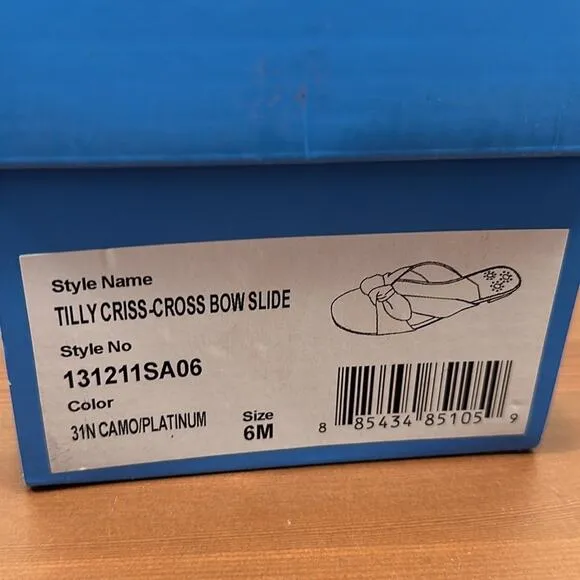 Style Name
TILLY CRISS-CROSS BOW SLIDE
Style No
131211SA06
Color
31N CAMO/PLATINUM
Size
6M
8 85434 85105 9